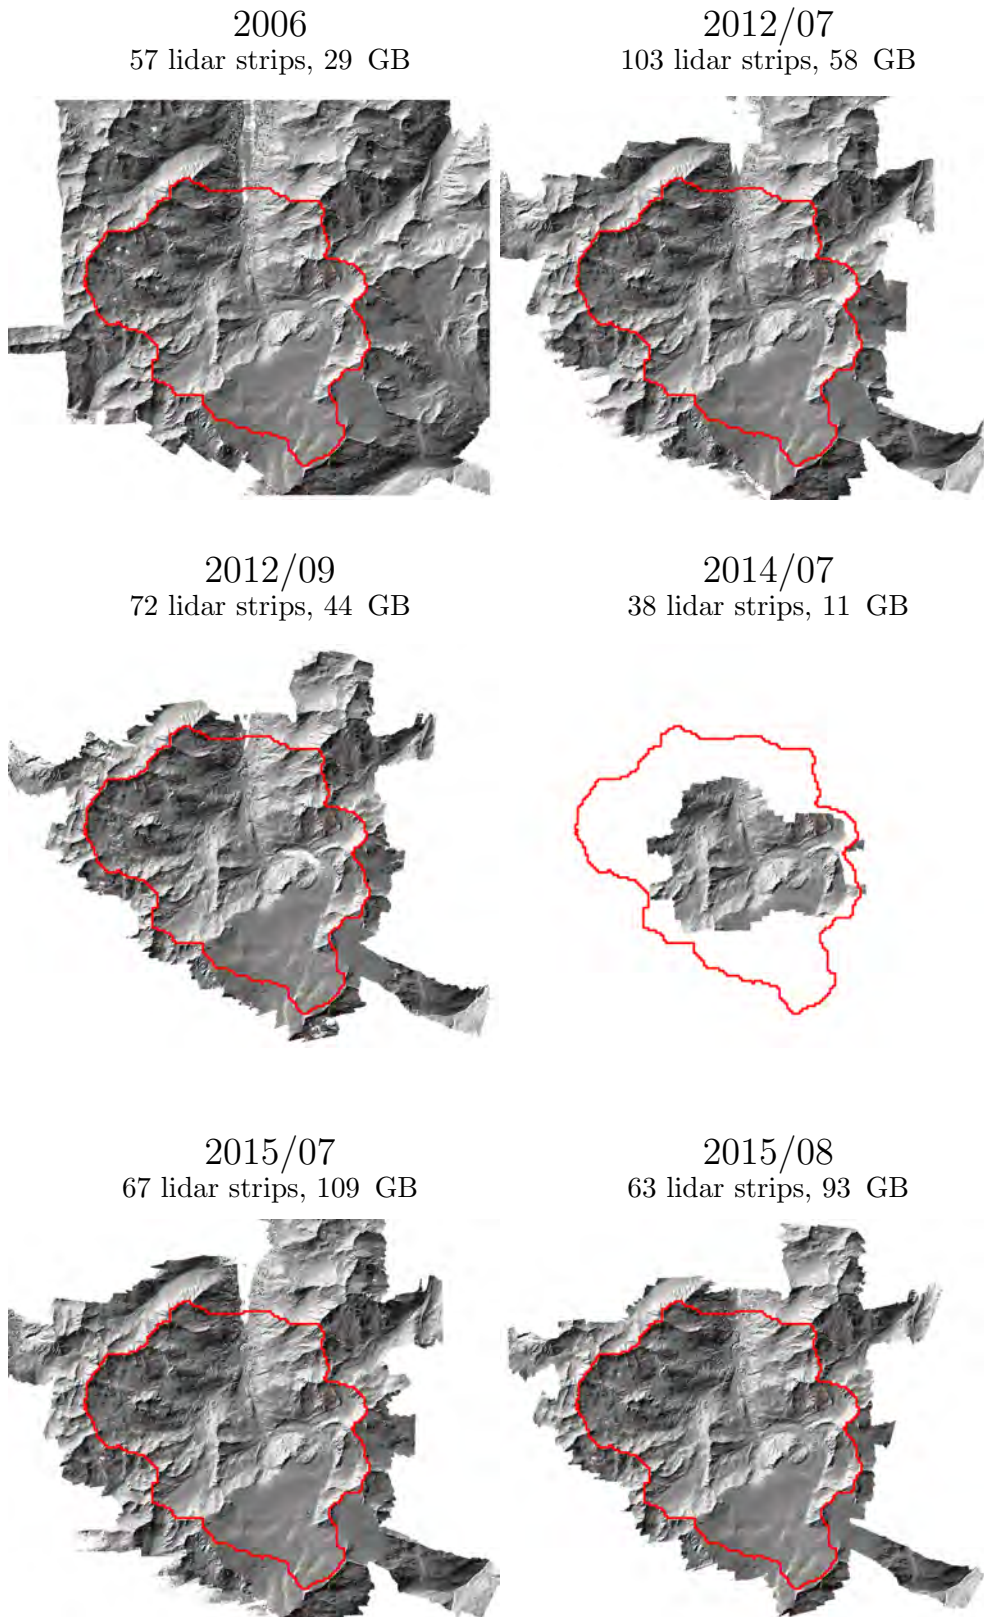 2006
57 lidar strips, 29 GB
2012/07
103 lidar strips, 58 GB
2012/09
72 lidar strips, 44 GB
2014/07
38 lidar strips, 11 GB
2015/07
67 lidar strips, 109 GB
2015/08
63 lidar strips, 93 GB